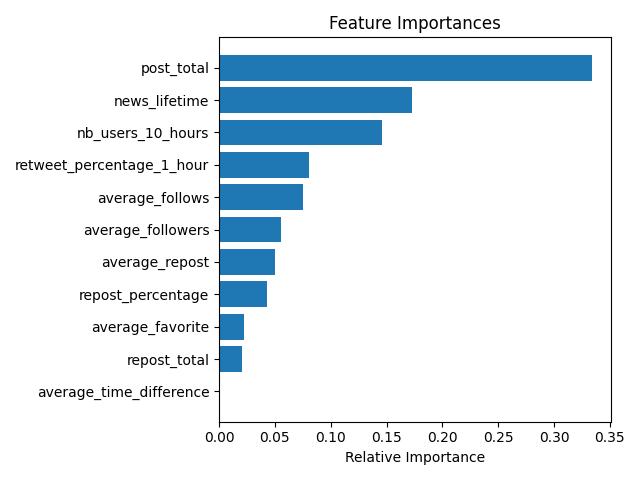 Feature Importances
post_total
news_lifetime
nb_users_10_hours
retweet_percentage_1_hour
average_follows
average_followers
average_repost
repost_percentage
average_favorite
repost_total
average_time_difference
0.00 0.05 0.10 0.15 0.20 0.25 0.30 0.35
Relative Importance